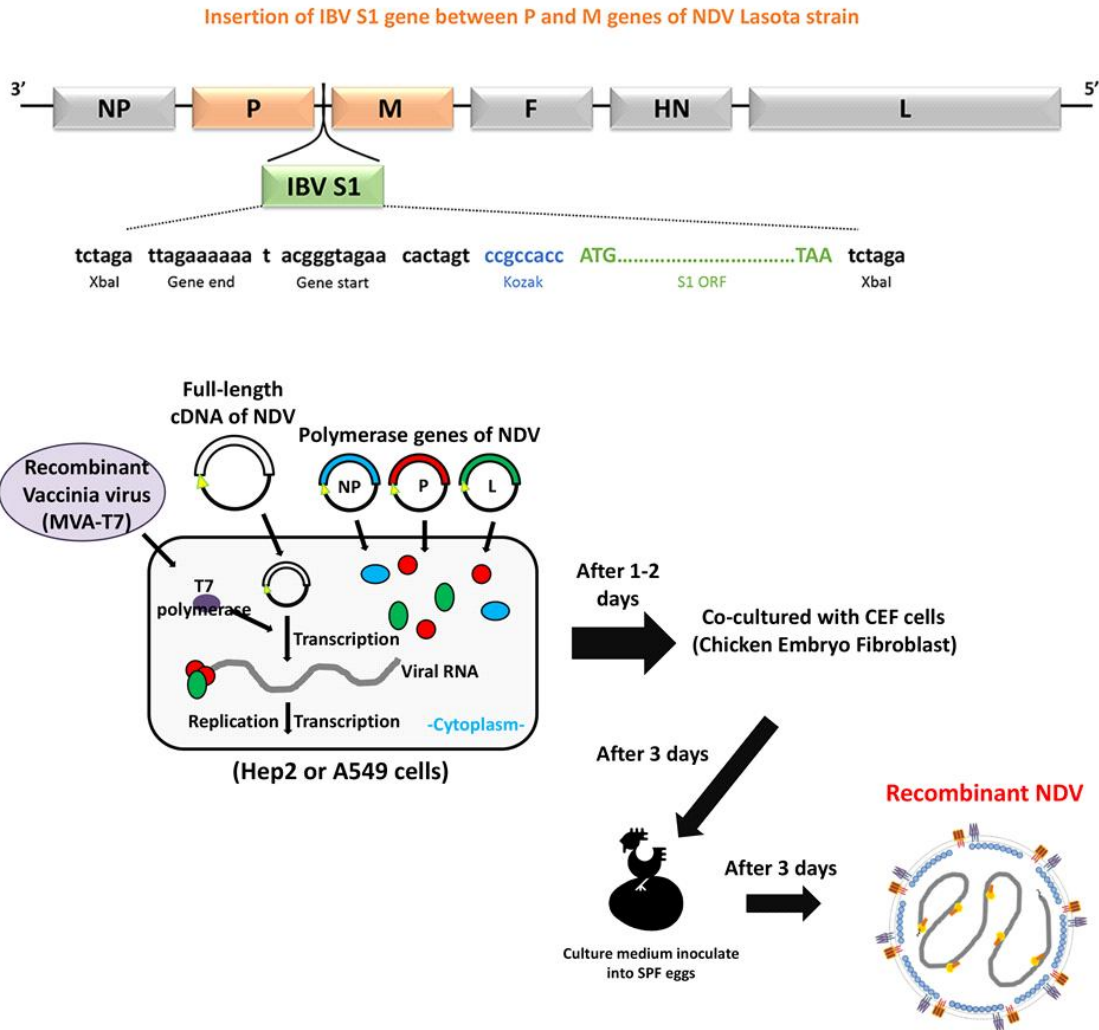 Insertion of IBV S1 gene between P and M genes of NDV Lasota strain
3’ 5’
NP P M F HN L
IBV S1
tctaga ttagaaaaaa t acgggtagaa cactagt ccgccacc ATG……………………………TAA tctaga
XbaI Gene end Gene start Kozak S1 ORF XbaI
Full-length
cDNA of NDV
Polymerase genes of NDV
Recombinant
Vaccinia virus
(MVA-T7)
NP P L
T7
polymerase
Transcription
Viral RNA
Replication Transcription
-Cytoplasm-
(Hep2 or A549 cells)
After 1-2
days
Co-cultured with CEF cells
(Chicken Embryo Fibroblast)
After 3 days
Recombinant NDV
After 3 days
Culture medium inoculate
into SPF eggs